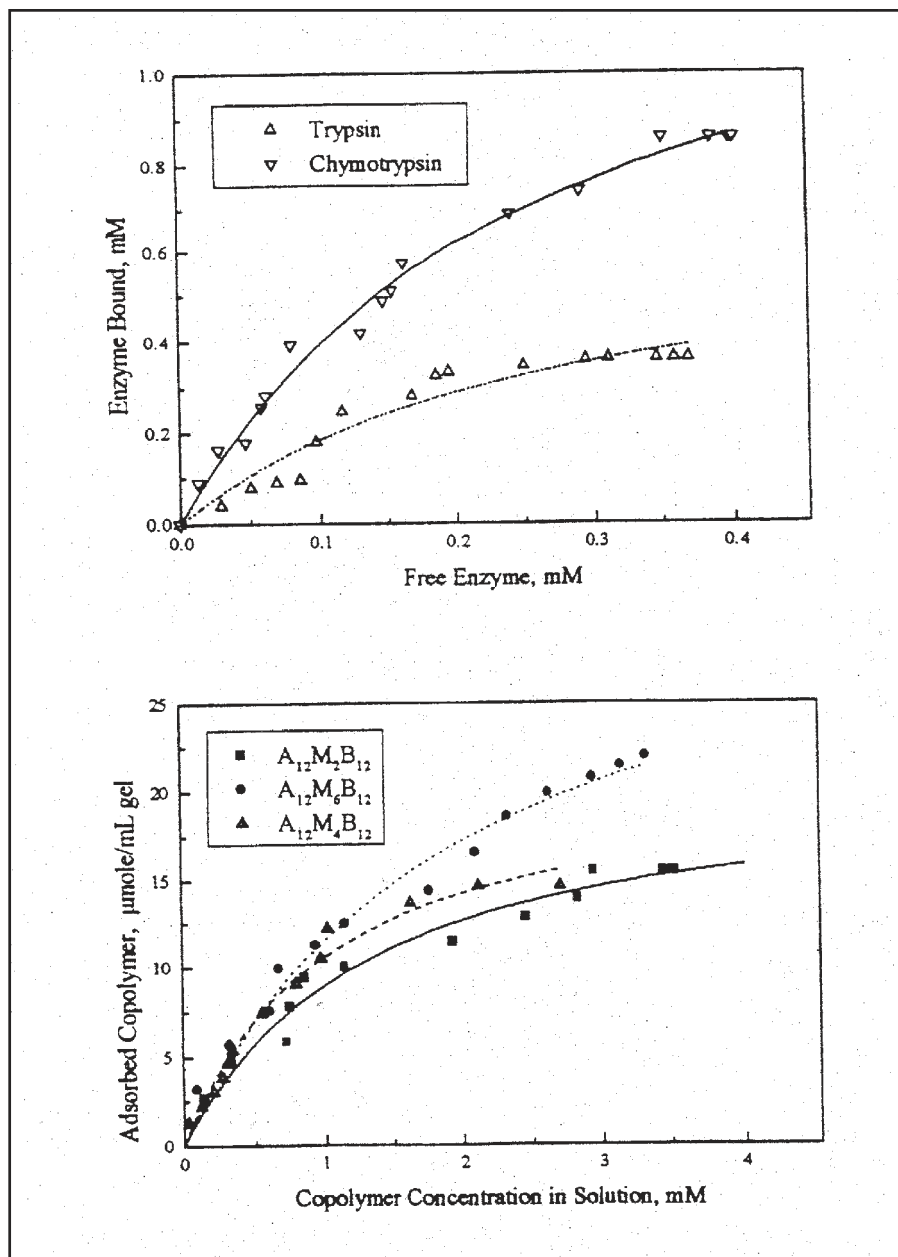 1.0
0.8
0.6
0.4
0.2
0.0
Enzyme Bound, mM
Trypsin
Chymotrypsin
0.0 0.1 0.2 0.3 0.4
Free Enzyme, mM
25
20
15
10
5
0
Adsorbed Copolymer, µmole/mL gel
A₁₂M₂B₁₂
A₁₂M₆B₁₂
A₁₂M₄B₁₂
0 1 2 3 4
Copolymer Concentration in Solution, mM